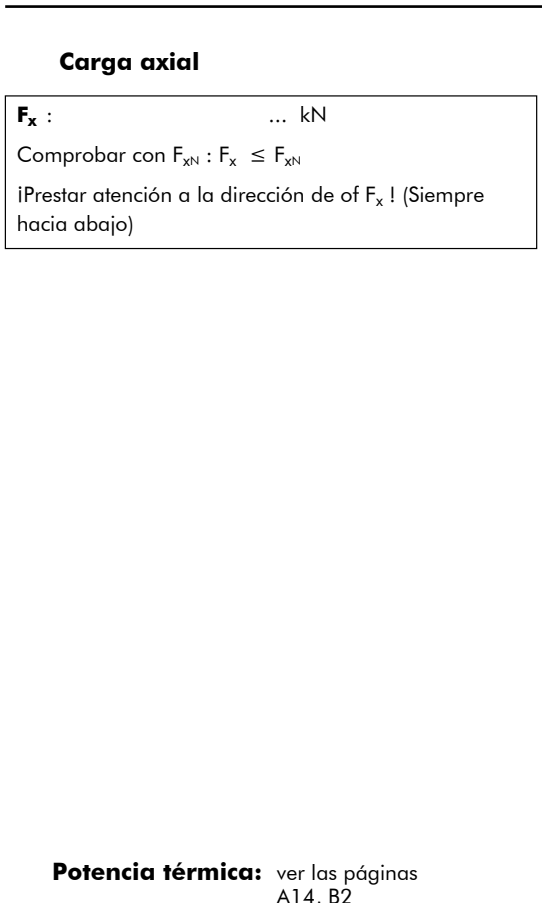 Carga axial
Fx : ... kN
Comprobar con FxN : Fx ≤ FxN
¡Prestar atención a la dirección de of Fx ! (Siempre
hacia abajo)
Potencia térmica: ver las páginas
A14, B2